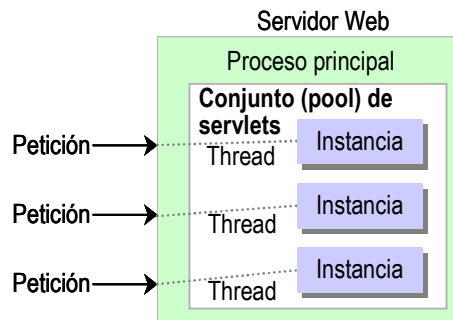 Servidor Web
Proceso principal
Conjunto (pool) de
servlets
Petición
Thread
Instancia
Petición
Thread
Instancia
Petición
Thread
Instancia